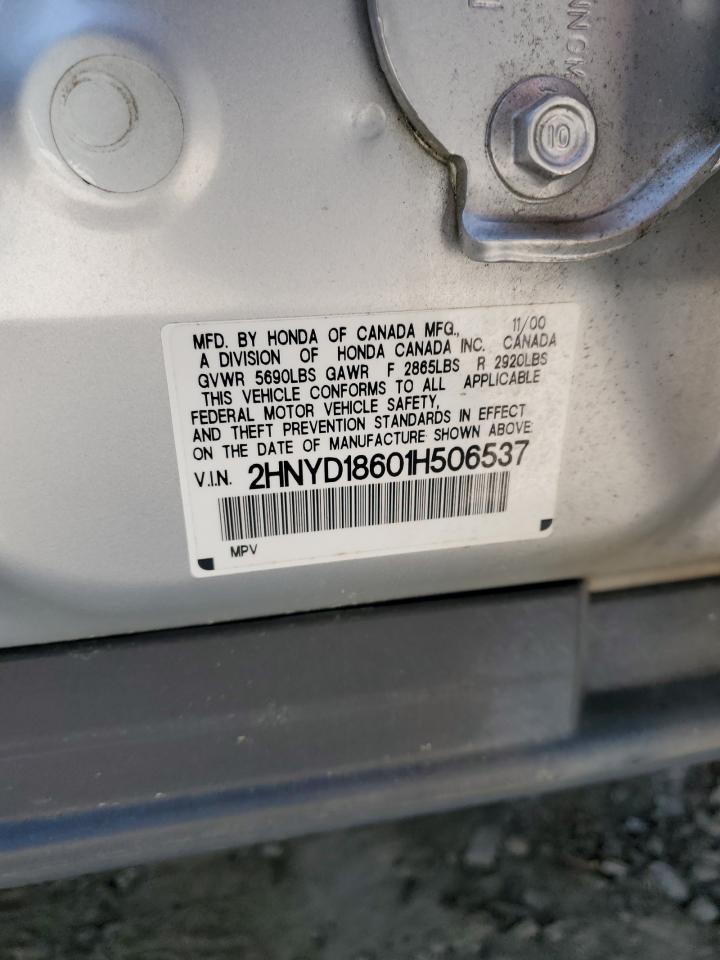 10
MFD. BY HONDA OF CANADA MFG., 11/00
A DIVISION OF HONDA CANADA INC. CANADA
GVWR 5690LBS GAWR F 2865LBS R 2920LBS
THIS VEHICLE CONFORMS TO ALL APPLICABLE
FEDERAL MOTOR VEHICLE SAFETY,
AND THEFT PREVENTION STANDARDS IN EFFECT
ON THE DATE OF MANUFACTURE SHOWN ABOVE.
V.I.N. 2HNYD18601H506537
MPV